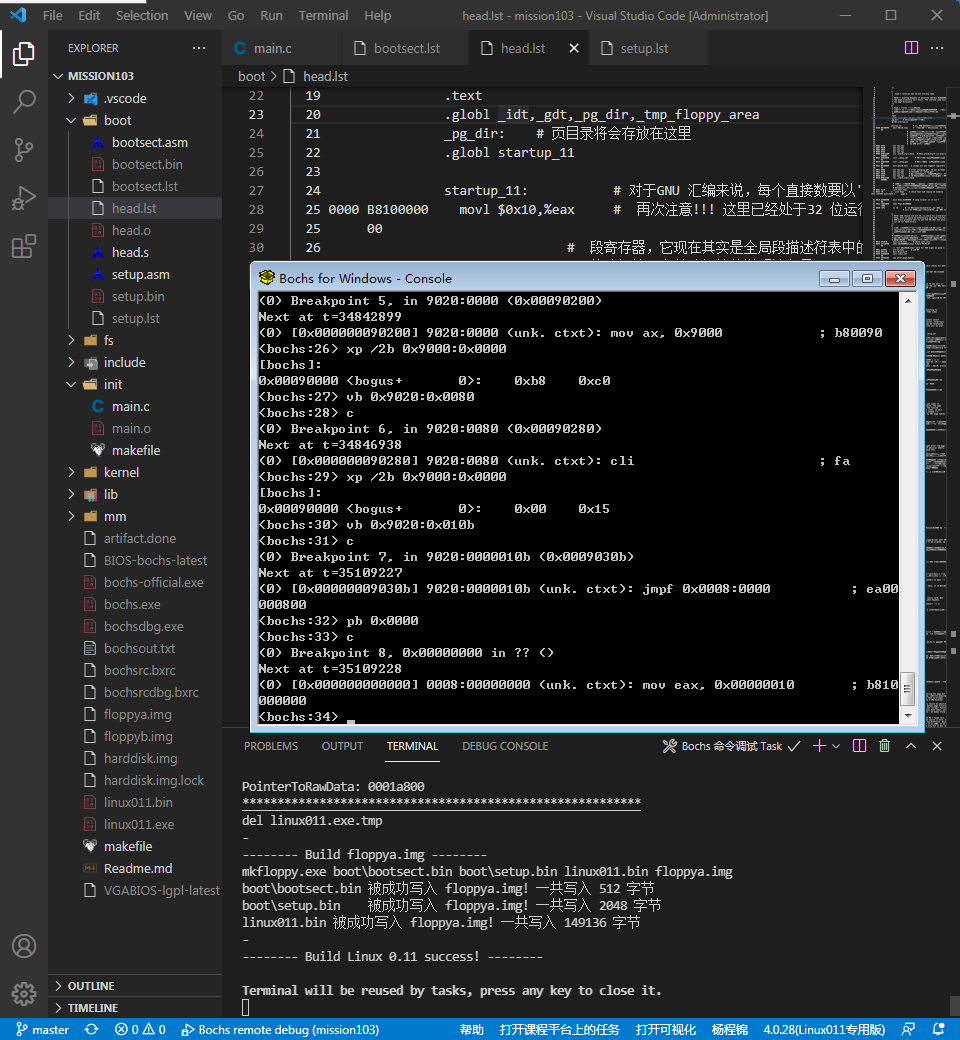 File Edit Selection View Go Run Terminal Help head.lst - mission103 - Visual Studio Code [Administrator]
EXPLORER
MISSION103
.vscode
boot
bootsect.asm
bootsect.bin
bootsect.lst
head.lst
head.o
head.s
setup.asm
setup.bin
setup.lst
fs
include
init
main.c
main.o
makefile
kernel
lib
mm
artifact.done
BIOS-bochs-latest
bochs-official.exe
bochs.exe
bochsdbg.exe
bochsout.txt
bochsrc.bxrc
bochsrcdbg.bxrc
floppya.img
floppyb.img
harddisk.img
harddisk.img.lock
linux011.bin
linux011.exe
makefile
Readme.md
VGABIOS-lgpl-latest
OUTLINE
TIMELINE
main.c bootsect.lst head.lst setup.lst
boot > head.lst
22 19 .text
23 20 .globl _idt,_gdt,_pg_dir,_tmp_floppy_area
24 21 _pg_dir: # 页目录将会存放在这里
25 22 .globl startup_11
26 23
27 24 startup_11: # 对于GNU 汇编来说，每个直接数要以'
28 25 0000 B8100000 movl $0x10,%eax # 再次注意!!! 这里已经处于32 位运行
29 25 00
30 26 # 段寄存器，它现在其实是全局段描述符表中的
Bochs for Windows - Console
(0) Breakpoint 5, in 9020:0000 (0x00090200)
Next at t=34842899
(0) [0x000000090200] 9020:0000 (unk. ctxt): mov ax, 0x9000 ; b80090
<bochs:26> xp /2b 0x9000:0x0000
[bochs]:
0x00090000 <bogus+ 0>: 0xb8 0xc0
<bochs:27> vb 0x9020:0x0080
<bochs:28> c
(0) Breakpoint 6, in 9020:0080 (0x00090280)
Next at t=34846938
(0) [0x000000090280] 9020:0080 (unk. ctxt): cli ; fa
<bochs:29> xp /2b 0x9000:0x0000
[bochs]:
0x00090000 <bogus+ 0>: 0x00 0x15
<bochs:30> vb 0x9020:0x010b
<bochs:31> c
(0) Breakpoint 7, in 9020:0000010b (0x0009030b)
Next at t=35109227
(0) [0x00000009030b] 9020:0000010b (unk. ctxt): jmpf 0x0008:0000 ; ea00
000800
<bochs:32> pb 0x0000
<bochs:33> c
(0) Breakpoint 8, 0x00000000 in ?? ()
Next at t=35109228
(0) [0x000000000000] 0008:00000000 (unk. ctxt): mov eax, 0x00000010 ; b810
000000
<bochs:34>
PROBLEMS OUTPUT TERMINAL DEBUG CONSOLE Bochs 命令调试 Task
PointerToRawData: 0001a800
*********************************************************
del linux011.exe.tmp
-
-------- Build floppya.img --------
mkfloppy.exe boot\bootsect.bin boot\setup.bin linux011.bin floppya.img
boot\bootsect.bin 被成功写入 floppya.img! 一共写入 512 字节
boot\setup.bin 被成功写入 floppya.img! 一共写入 2048 字节
linux011.bin 被成功写入 floppya.img! 一共写入 149136 字节
-
-------- Build Linux 0.11 success! --------
Terminal will be reused by tasks, press any key to close it.
master 0 0 Bochs remote debug (mission103) 帮助 打开课程平台上的任务 打开可视化 杨程锦 4.0.28(Linux011专用版)